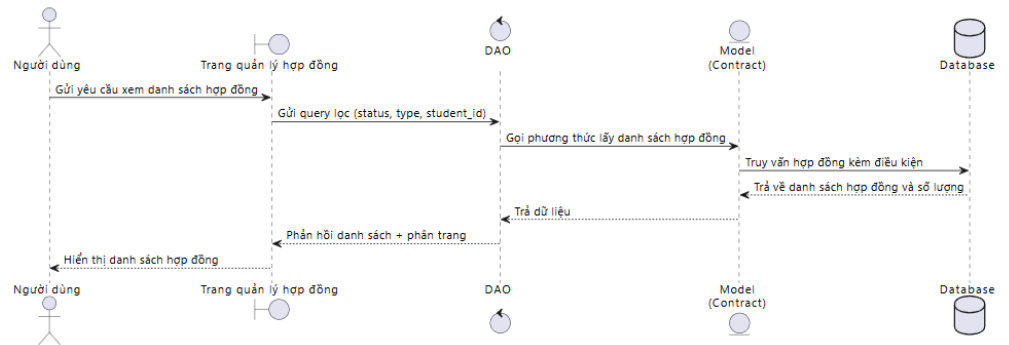 Người dùng
Trang quản lý hợp đồng
DAO
Model
(Contract)
Database
Gửi yêu cầu xem danh sách hợp đồng
Gửi query lọc (status, type, student_id)
Gọi phương thức lấy danh sách hợp đồng
Truy vấn hợp đồng kèm điều kiện
Trả về danh sách hợp đồng và số lượng
Trả dữ liệu
Phản hồi danh sách + phân trang
Hiển thị danh sách hợp đồng
Người dùng
Trang quản lý hợp đồng
DAO
Model
(Contract)
Database